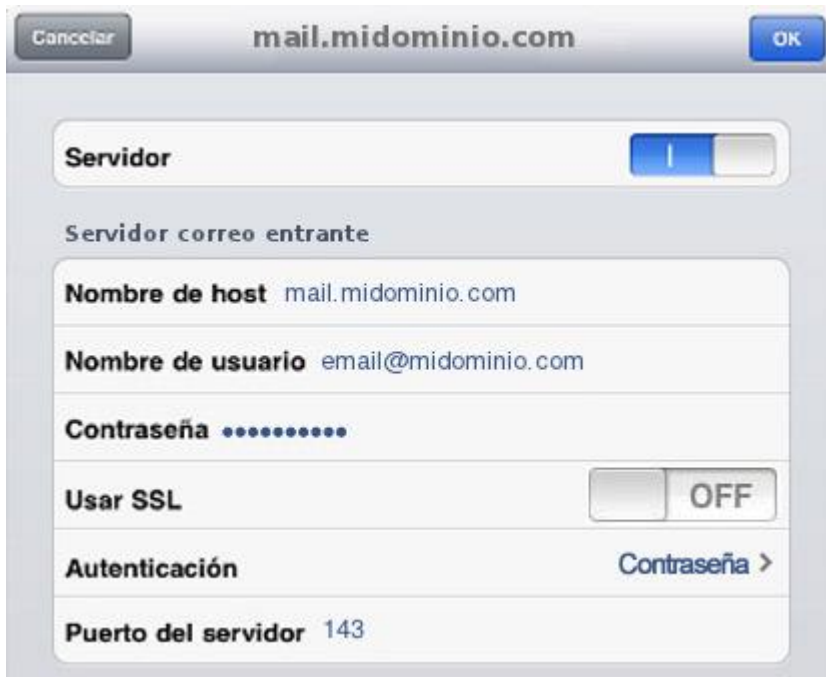 Cancelar mail.midominio.com OK
Servidor I
Servidor correo entrante
Nombre de host mail.midominio.com
Nombre de usuario email@midominio.com
Contraseña ••••••••••
Usar SSL OFF
Autenticación Contraseña >
Puerto del servidor 143